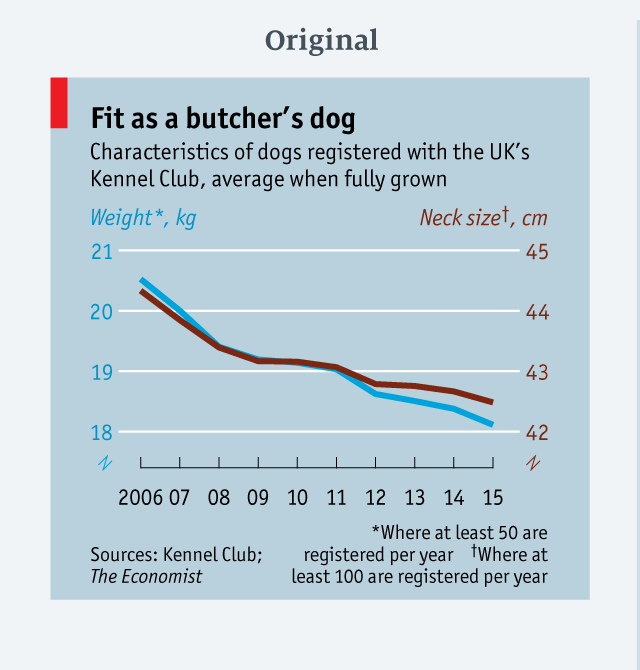 Original
Fit as a butcher’s dog
Characteristics of dogs registered with the UK’s
Kennel Club, average when fully grown
Weight*, kg
Neck size†, cm
21
45
20
44
19
43
18
42
2006 07 08 09 10 11 12 13 14 15
*Where at least 50 are
registered per year †Where at
least 100 are registered per year
Sources: Kennel Club;
The Economist